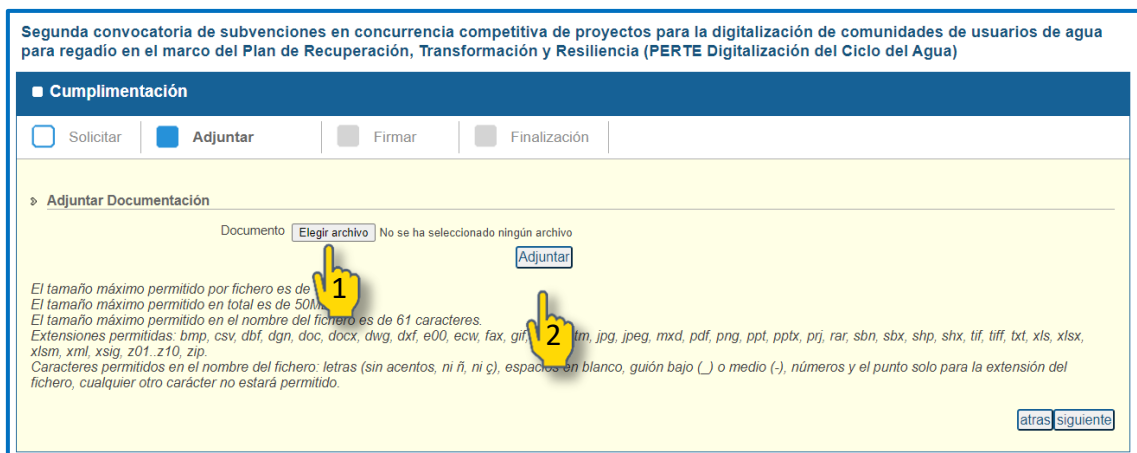 Segunda convocatoria de subvenciones en concurrencia competitiva de proyectos para la digitalización de comunidades de usuarios de agua
para regadío en el marco del Plan de Recuperación, Transformación y Resiliencia (PERTE Digitalización del Ciclo del Agua)
Cumplimentación
Solicitar Adjuntar Firmar Finalización
» Adjuntar Documentación
Documento Elegir archivo No se ha seleccionado ningún archivo
Adjuntar
1
El tamaño máximo permitido por fichero es de
El tamaño máximo permitido en total es de
El tamaño máximo permitido en el nombre del fichero es de 61 caracteres.
2
Extensiones permitidas: bmp, csv, dbf, dgn, doc, docx, dwg, dxf, e00, ecw, fax, gif, jpg, jpeg, mxd, pdf, png, ppt, pptx, prj, rar, sbn, sbx, shp, shx, tif, tiff, txt, xls, xlsx,
xlsm, xml, xsig, z01..z10, zip.
Caracteres permitidos en el nombre del fichero: letras (sin acentos, ni ñ, ni ç), espacios en blanco, guión bajo (_) o medio (-), números y el punto solo para la extensión del
fichero, cualquier otro carácter no estará permitido.
atras siguiente